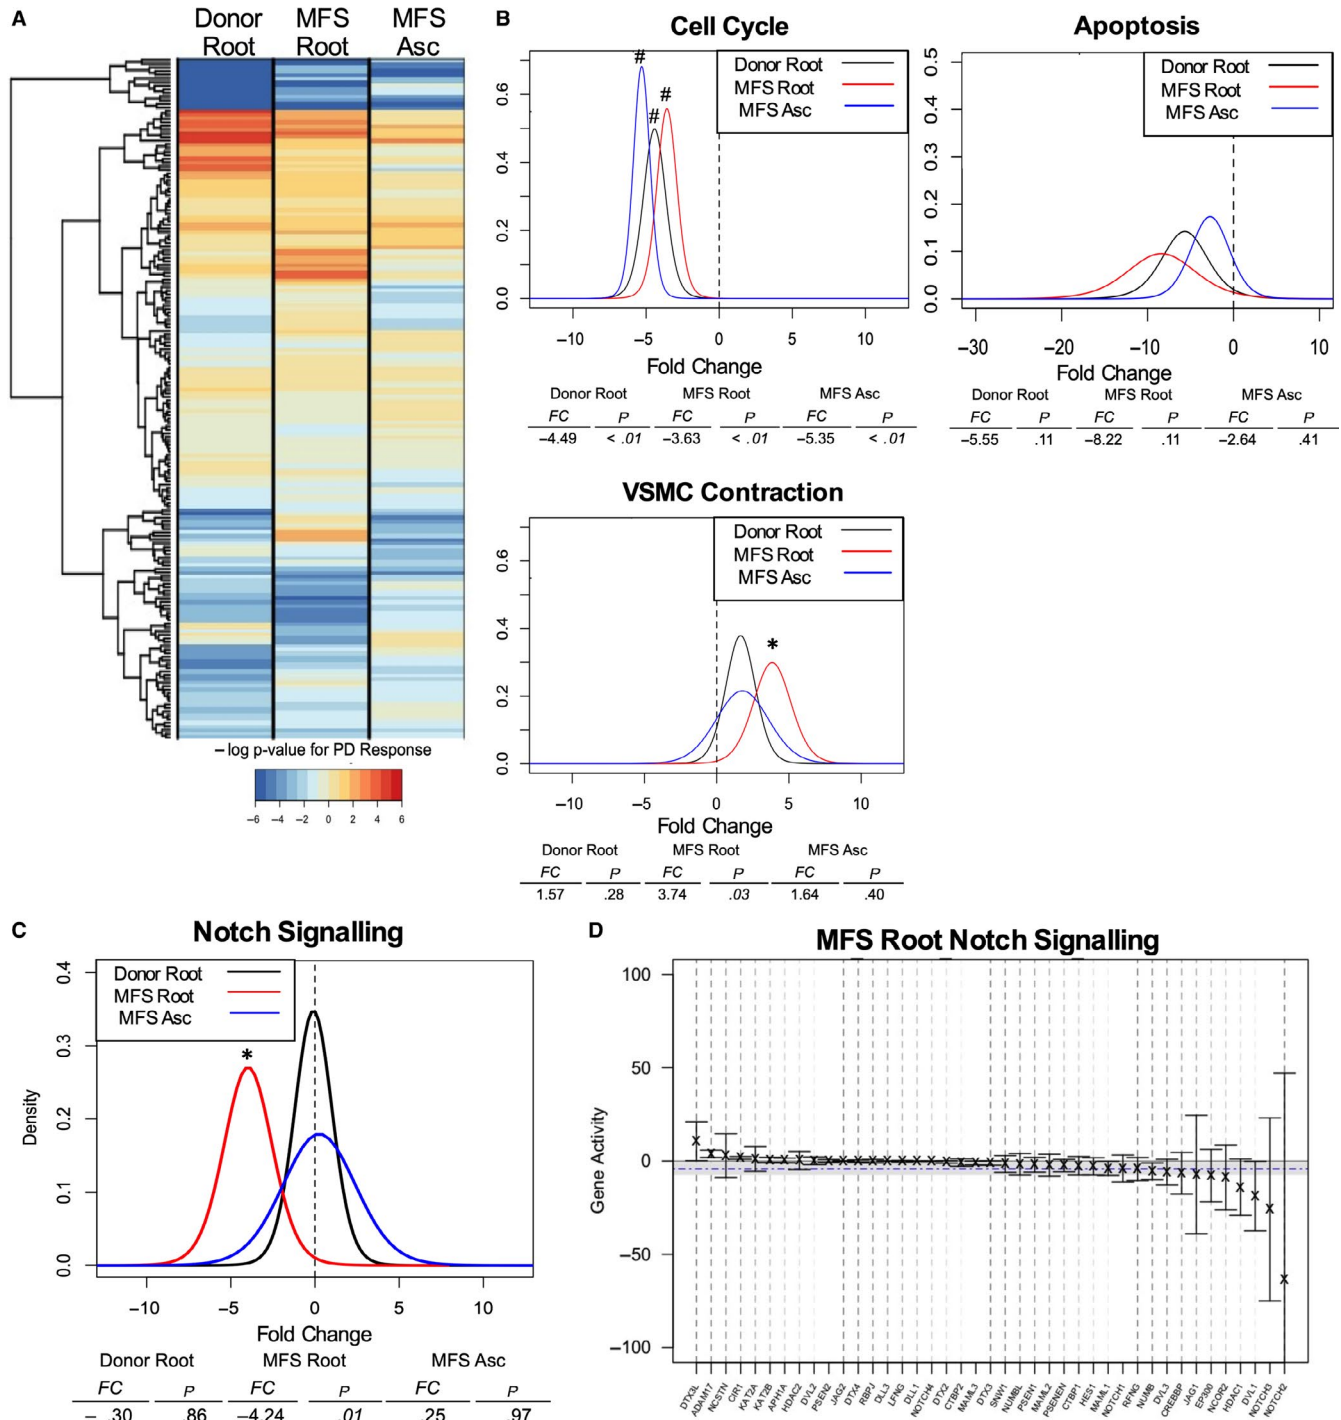 A
Donor Root
MFS Root
MFS Asc
– log p-value for PD Response
−6 −4 −2 0 2 4 6
B
Cell Cycle
Donor Root
MFS Root
MFS Asc
#
#
#
0.6
0.4
0.2
0.0
−10 −5 0 5 10
Fold Change
Donor Root MFS Root MFS Asc
FC P FC P FC P
−4.49 < .01 −3.63 < .01 −5.35 < .01
Apoptosis
Donor Root
MFS Root
MFS Asc
0.5
0.4
0.3
0.2
0.1
0.0
−30 −20 −10 0 10
Fold Change
Donor Root MFS Root MFS Asc
FC P FC P FC P
−5.55 .11 −8.22 .11 −2.64 .41
VSMC Contraction
Donor Root
MFS Root
MFS Asc
*
0.6
0.4
0.2
0.0
−10 −5 0 5 10
Fold Change
Donor Root MFS Root MFS Asc
FC P FC P FC P
1.57 .28 3.74 .03 1.64 .40
C
Notch Signalling
Donor Root
MFS Root
MFS Asc
*
Density
0.4
0.3
0.2
0.1
0.0
−10 −5 0 5 10
Fold Change
Donor Root MFS Root MFS Asc
FC P FC P FC P
− .30 .86 −4.24 .01 .25 .97
D
MFS Root Notch Signalling
Gene Activity
100
50
0
−50
−100
DTX3L ADAM17 NCSTN CIR1 KAT2A KAT2B APH1A HDAC2 DVL2 PSEN2 JAG2 DTX4 RBPJ DLL3 LFNG DLL1 NOTCH4 DTX2 CTBP2 MAML3 DTX3 SNW1 NUMBL PSEN1 MAML2 PSENEN CTBP1 HES1 MAML1 NOTCH1 RFNG NUMB DVL3 CREBBP JAG1 EP300 NCOR2 HDAC1 DVL1 NOTCH3 NOTCH2